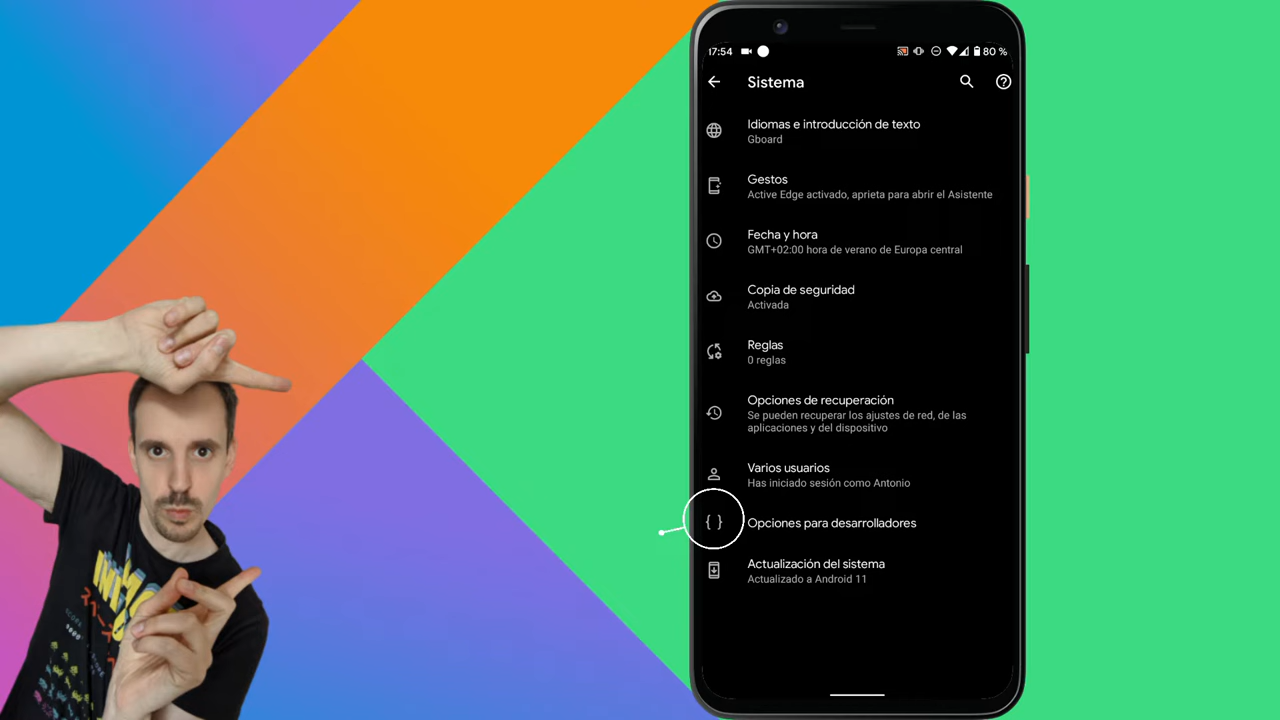 17:54
80 %
Sistema
Idiomas e introducción de texto
Gboard
Gestos
Active Edge activado, aprieta para abrir el Asistente
Fecha y hora
GMT+02:00 hora de verano de Europa central
Copia de seguridad
Activada
Reglas
0 reglas
Opciones de recuperación
Se pueden recuperar los ajustes de red, de las
aplicaciones y del dispositivo
Varios usuarios
Has iniciado sesión como Antonio
{ }
Opciones para desarrolladores
Actualización del sistema
Actualizado a Android 11